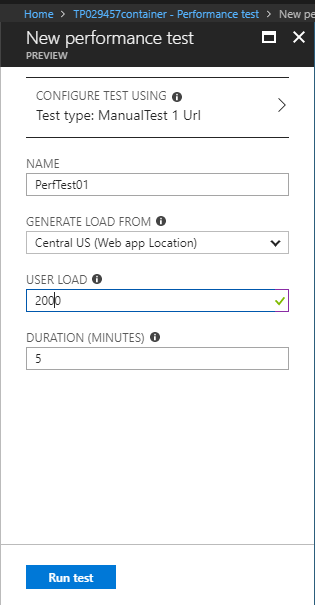 Home > TP029457container - Performance test > New pe
New performance test
PREVIEW
CONFIGURE TEST USING
Test type: ManualTest 1 Url
NAME
PerfTest01
GENERATE LOAD FROM
Central US (Web app Location)
USER LOAD
2000
DURATION (MINUTES)
5
Run test